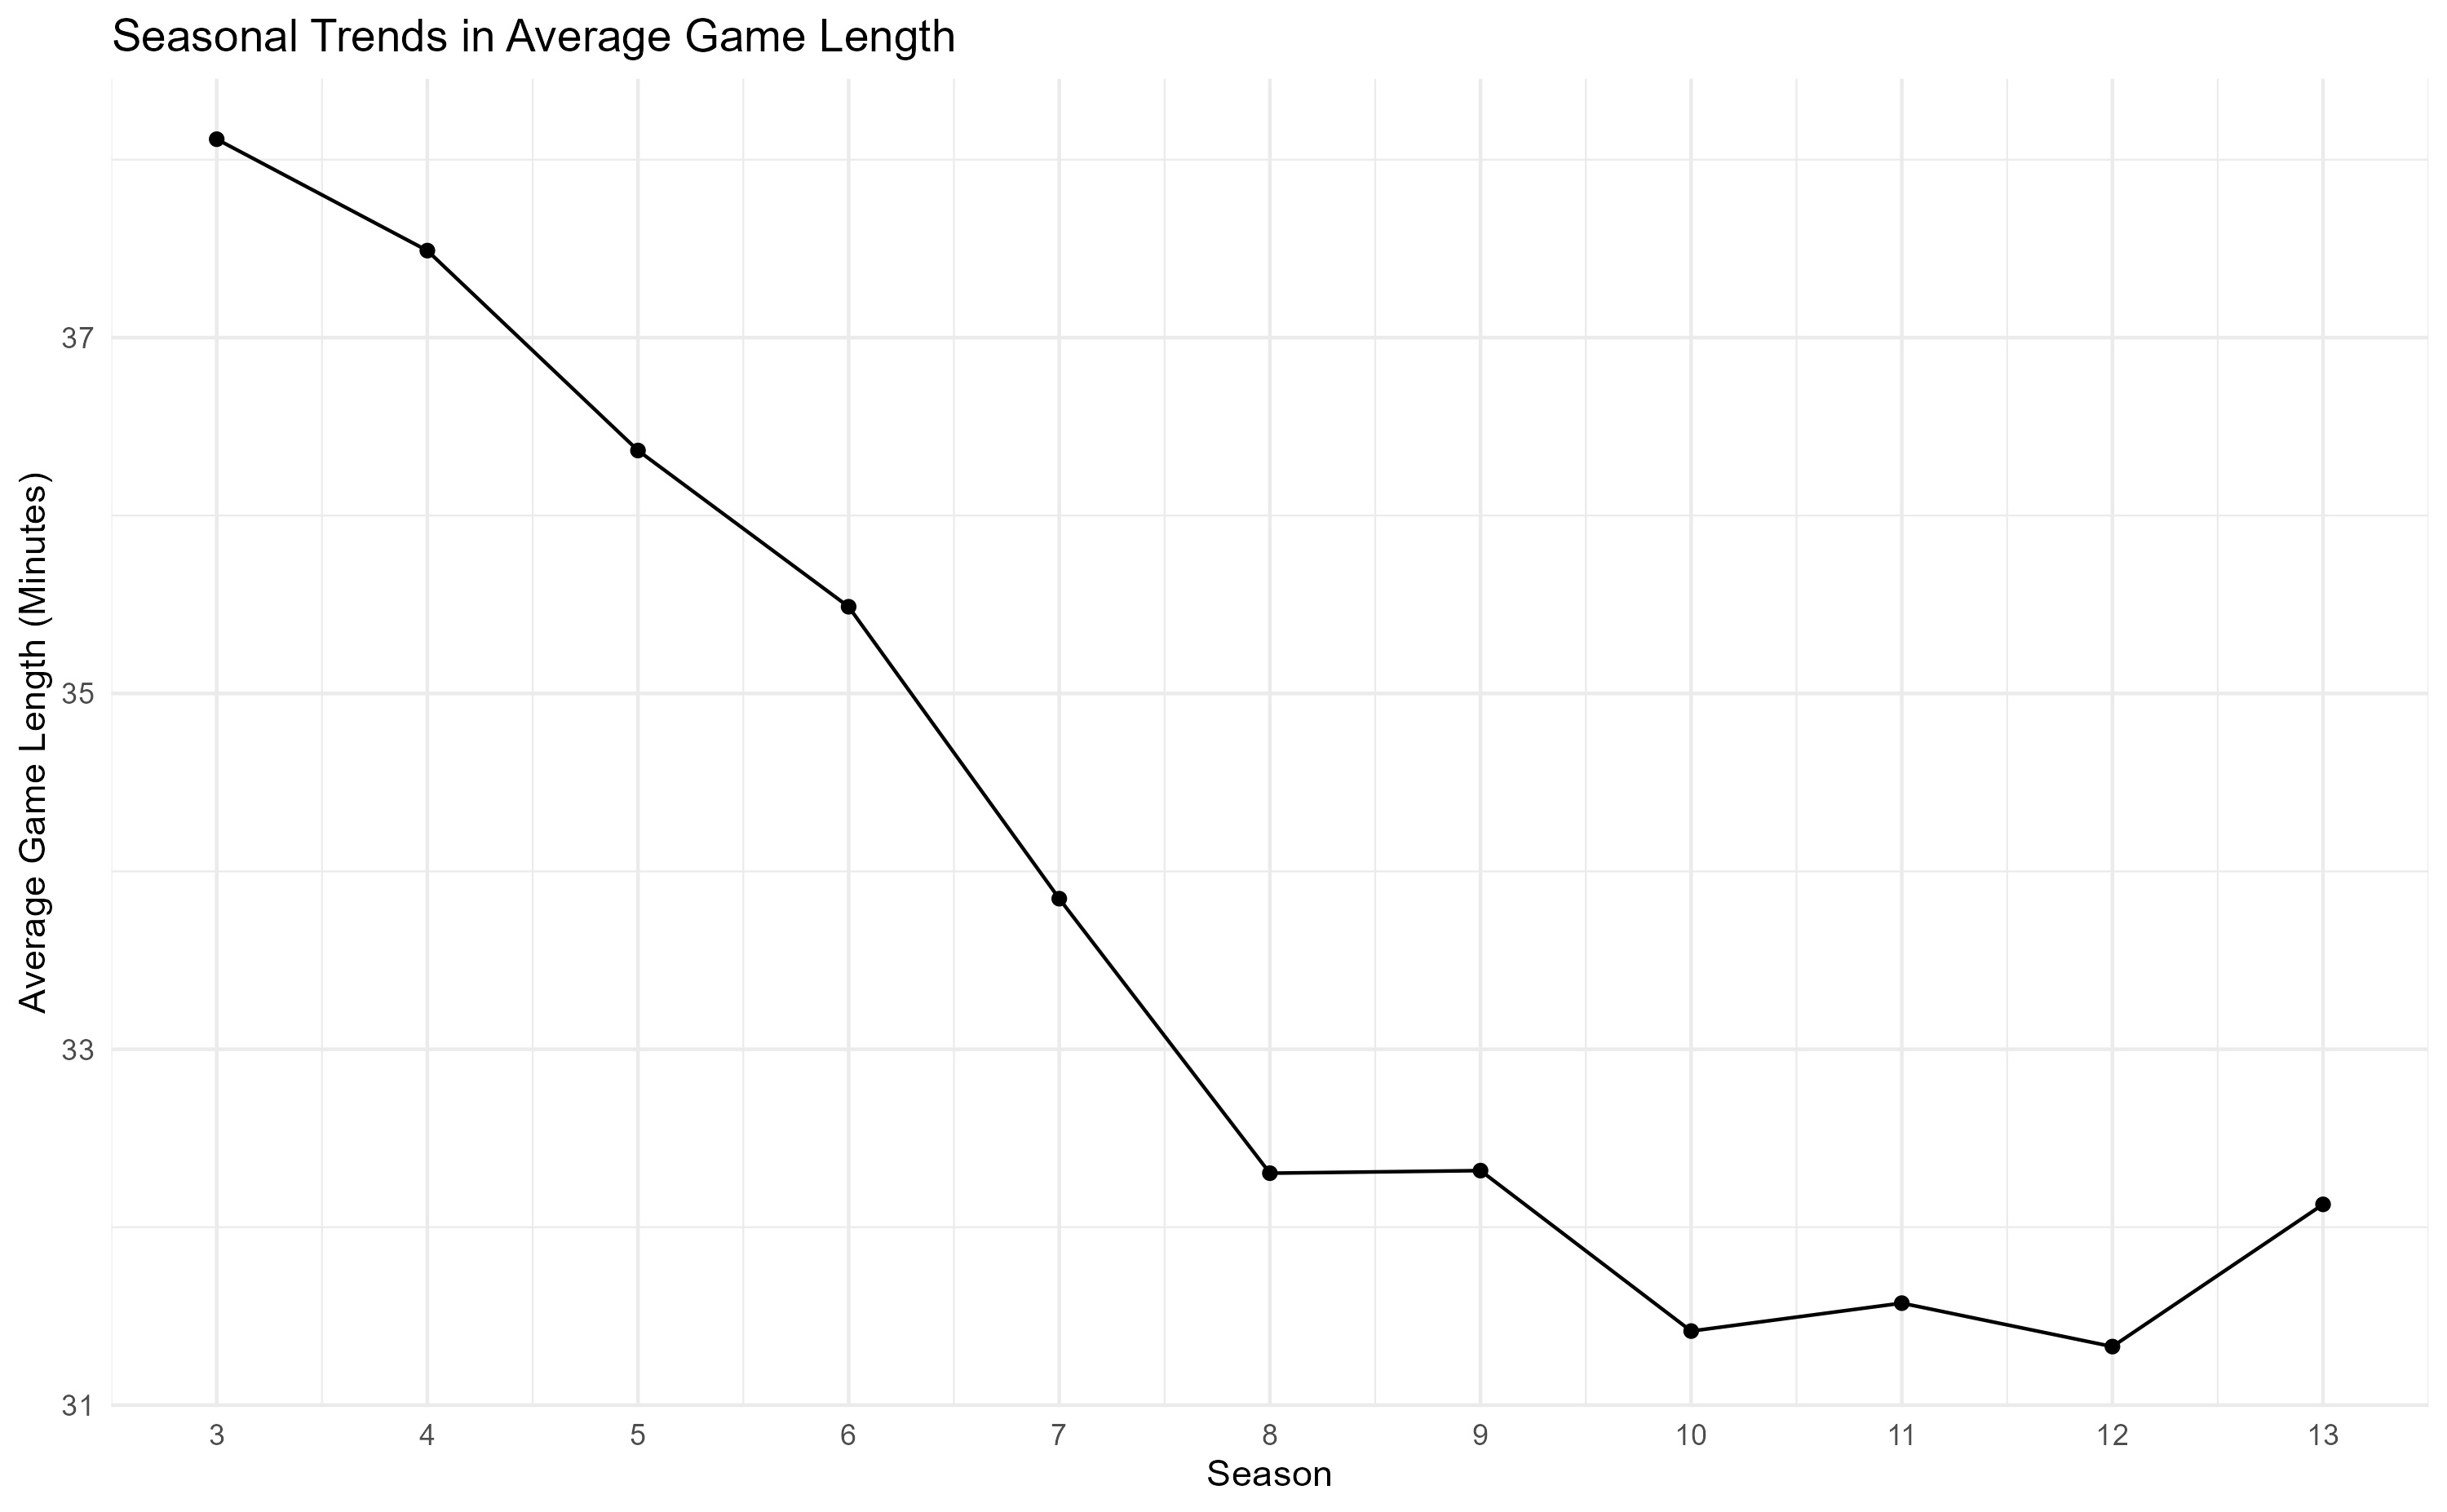 Seasonal Trends in Average Game Length
Average Game Length (Minutes)
37
35
33
31
3 4 5 6 7 8 9 10 11 12 13
Season